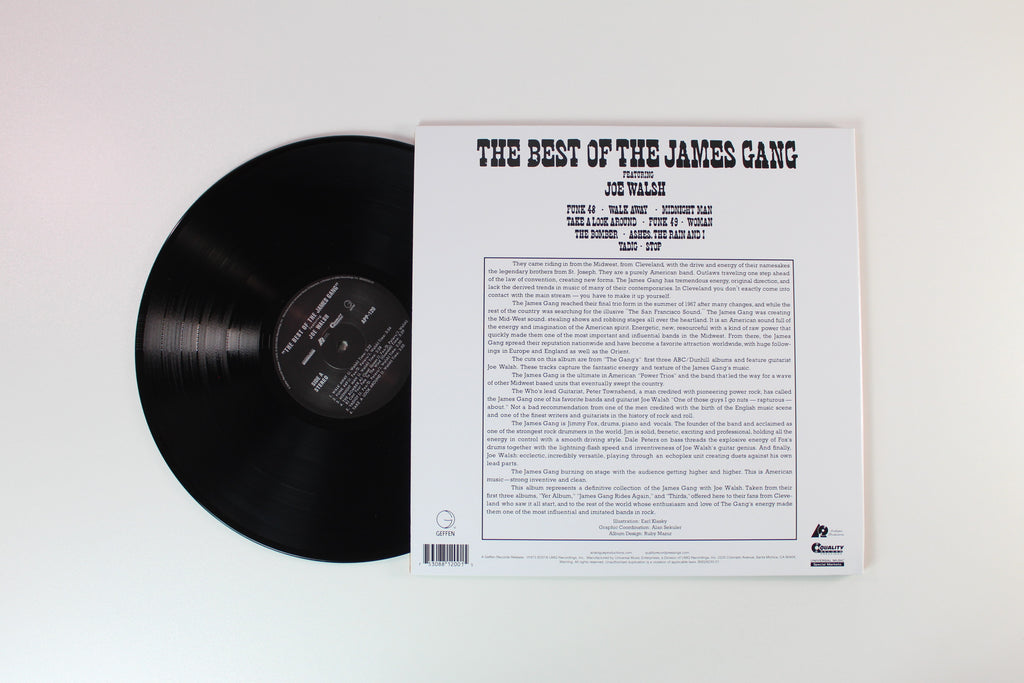 THE BEST OF THE JAMES GANG
FEATURING
JOE WALSH
FUNK 48 · WALK AWAY · MIDNIGHT MAN
TAKE A LOOK AROUND · FUNK 49 · WOMAN
THE BOMBER · ASHES, THE RAIN AND I
YADIG · STOP
They came riding in from the Midwest, from Cleveland, with the drive and energy of their namesakes
the legendary brothers from St. Joseph. They are a purely American band. Outlaws traveling one step ahead
of the law of convention, creating new forms. The James Gang has tremendous energy, original direction, and
lack the derived trends in music of many of their contemporaries. In Cleveland you don't exactly come into
contact with the main stream — you have to make it up yourself.
The James Gang reached their final trio form in the summer of 1967 after many changes, and while the
rest of the country was searching for the illusive "The San Francisco Sound." The James Gang was creating
the Mid-West sound, stealing shows and robbing stages all over the heartland. It is an American sound full of
the energy and imagination of the American spirit. Energetic, new, resourceful with a kind of raw power that
quickly made them one of the most important and influential bands in the Midwest. From there, the James
Gang spread their reputation nationwide and have become a favorite attraction worldwide, with huge follow-
ings in Europe and England as well as the Orient.
The cuts on this album are from "The Gang's" first three ABC/Dunhill albums and feature guitarist
Joe Walsh. These tracks capture the fantastic energy and texture of The James Gang's music.
The James Gang is the ultimate in American "Power Trios" and the band that led the way for a wave
of other Midwest based units that eventually swept the country.
The Who's lead Guitarist, Peter Townshend, a man credited with pioneering power rock, has called
the James Gang one of his favorite bands and guitarist Joe Walsh "One of those guys I go nuts — rapturous —
about." Not a bad recommendation from one of the men credited with the birth of the English music scene
and one of the finest writers and guitarists in the history of rock and roll.
The James Gang is Jimmy Fox, drums, piano and vocals. The founder of the band and acclaimed as
one of the strongest rock drummers in the world. Jim is solid, frenetic, exciting and professional, holding all the
energy in control with a smooth driving style. Dale Peters on bass threads the explosive energy of Fox's
drums together with the lightning-flash speed and inventiveness of Joe Walsh's guitar genius. And finally,
Joe Walsh: ecclectic, incredibly versatile, playing through an echoplex unit creating duets against his own
lead parts.
The James Gang burning on stage with the audience getting higher and higher. This is American
music—strong inventive and clean.
This album represents a definitive collection of the James Gang with Joe Walsh. Taken from their
first three albums, "Yer Album," "James Gang Rides Again," and "Thirds," offered here to their fans from Cleve-
land who saw it all start, and to the rest of the world whose enthusiasm and love of The Gang's energy made
them one of the most influential and imitated bands in rock.
Illustration: Karl Klasky
Graphic Coordination: Alan Sekuler
Album Design: Ruby Mazur
GEFFEN
53088 12001
QUALITY
"THE BEST OF THE JAMES GANG"
JOE WALSH
APP-120
SIDE A
STEREO